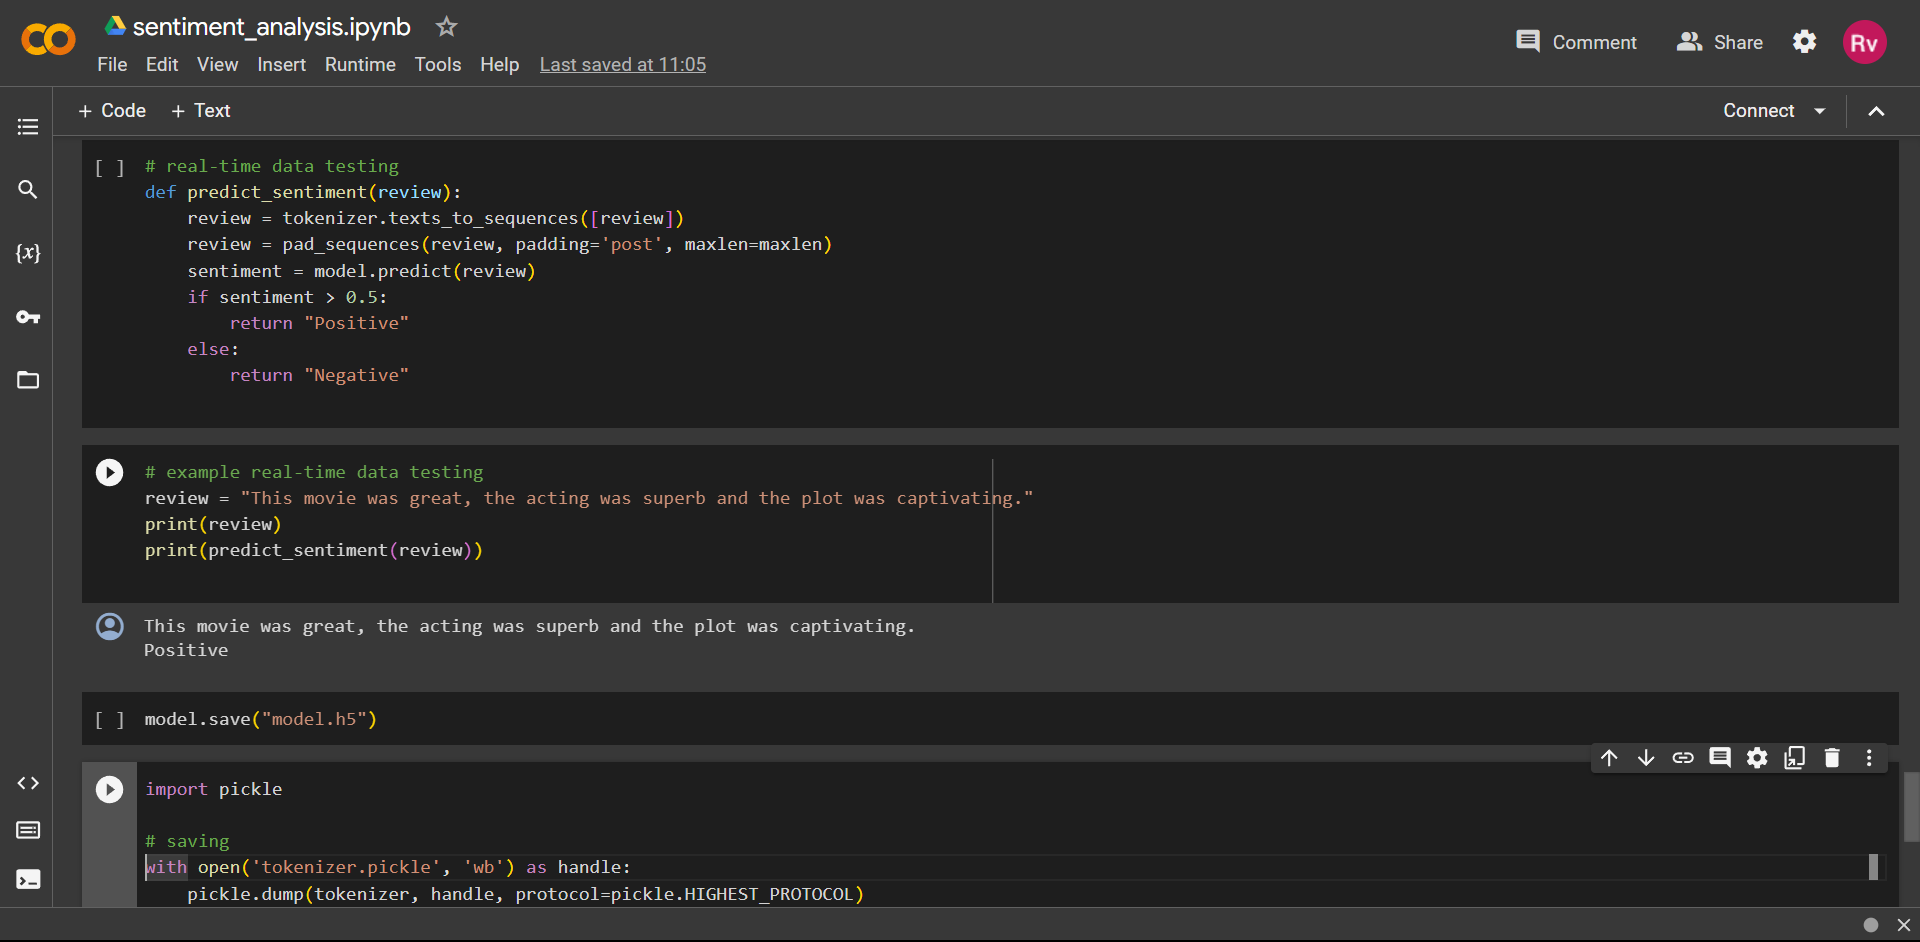 sentiment_analysis.ipynb
File Edit View Insert Runtime Tools Help Last saved at 11:05
Comment Share Rv
+ Code + Text
Connect
{x}
[ ] # real-time data testing
def predict_sentiment(review):
    review = tokenizer.texts_to_sequences([review])
    review = pad_sequences(review, padding='post', maxlen=maxlen)
    sentiment = model.predict(review)
    if sentiment > 0.5:
        return "Positive"
    else:
        return "Negative"
# example real-time data testing
review = "This movie was great, the acting was superb and the plot was captivating."
print(review)
print(predict_sentiment(review))
This movie was great, the acting was superb and the plot was captivating.
Positive
[ ] model.save("model.h5")
import pickle
# saving
with open('tokenizer.pickle', 'wb') as handle:
    pickle.dump(tokenizer, handle, protocol=pickle.HIGHEST_PROTOCOL)